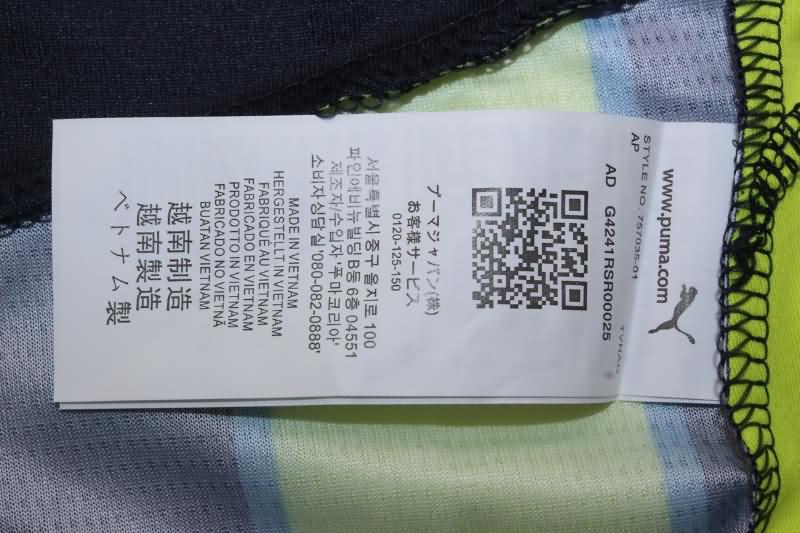 www.puma.com
STYLE NO. 757035-01
AP
AD G4241RSR00025
プーマジャパン(株)
お客様サービス
0120-125-150
서울특별시 중구 을지로 100
파인에비뉴빌딩 B동 6층 04551
제조자/수입자 '푸마코리아'
소비자상담실 '080-082-0888'
MADE IN VIETNAM
HERGESTELLT IN VIETNAM
FABRIQUÉ AU VIETNAM
FABRICADO EN VIETNAM
PRODOTTO IN VIETNAM
FABRICADO NO VIETNÃ
BUATAN VIETNAM
越南制造
越南製造
ベトナム製